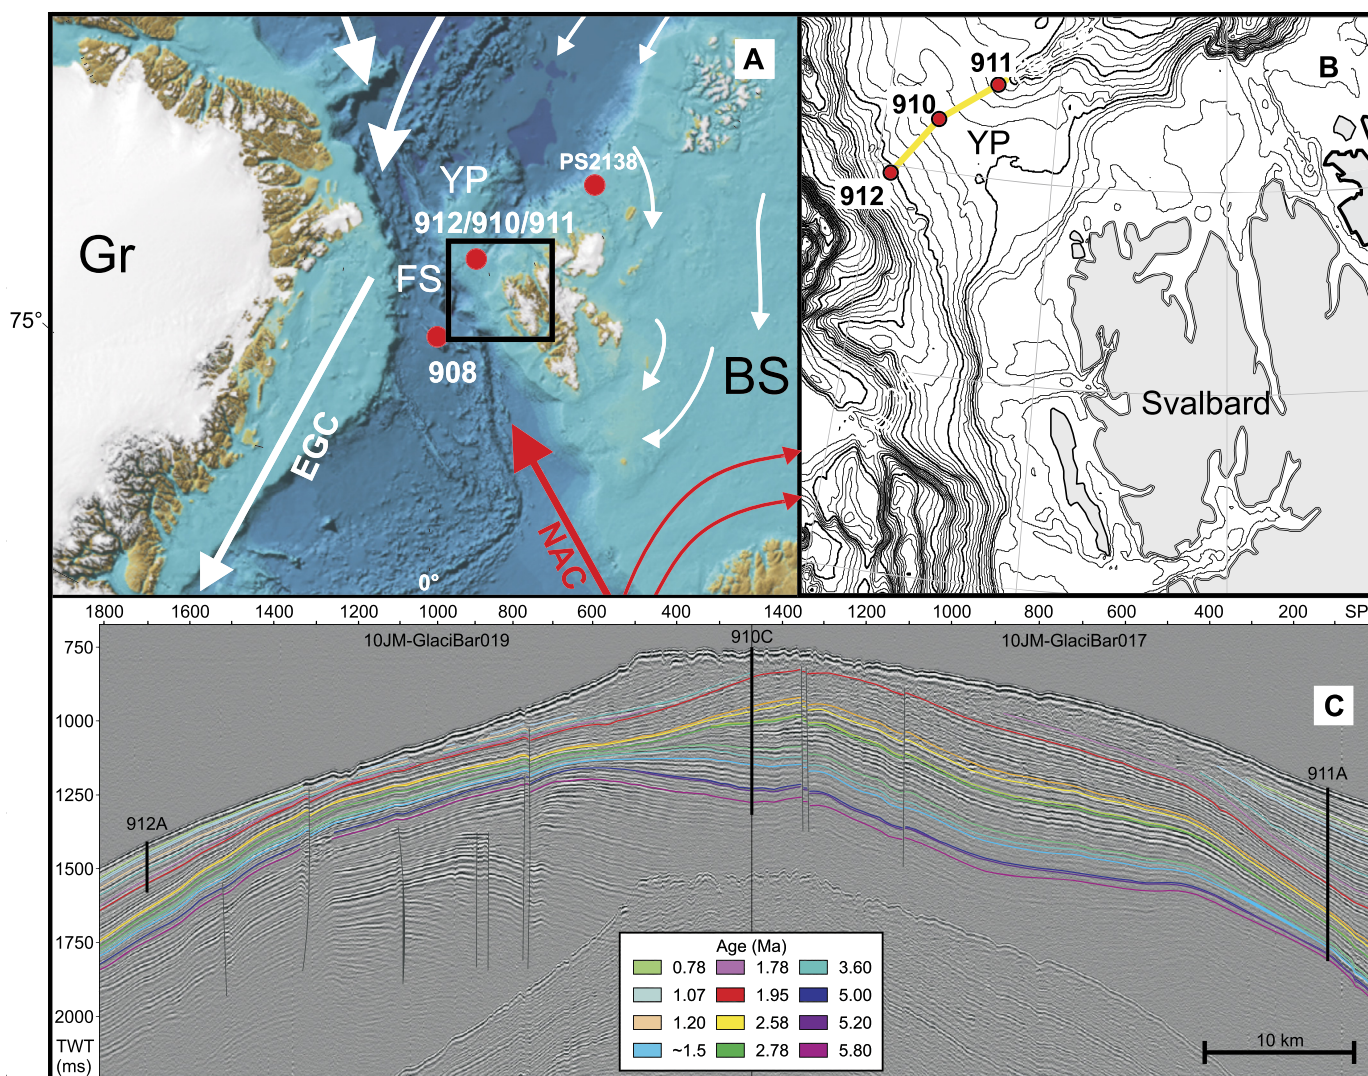 A
B
Gr
YP
PS2138
912/910/911
FS
75°
908
BS
EGC
NAC
0°
911
910
YP
912
Svalbard
1800 1600 1400 1200 1000 800 600 400 1400 1200 1000 800 600 400 200 SP
10JM-GlaciBar019
910C
10JM-GlaciBar017
C
750
1000
1250
1500
1750
2000
TWT
(ms)
912A
911A
Age (Ma)
0.78 1.78 3.60
1.07 1.95 5.00
1.20 2.58 5.20
~1.5 2.78 5.80
10 km